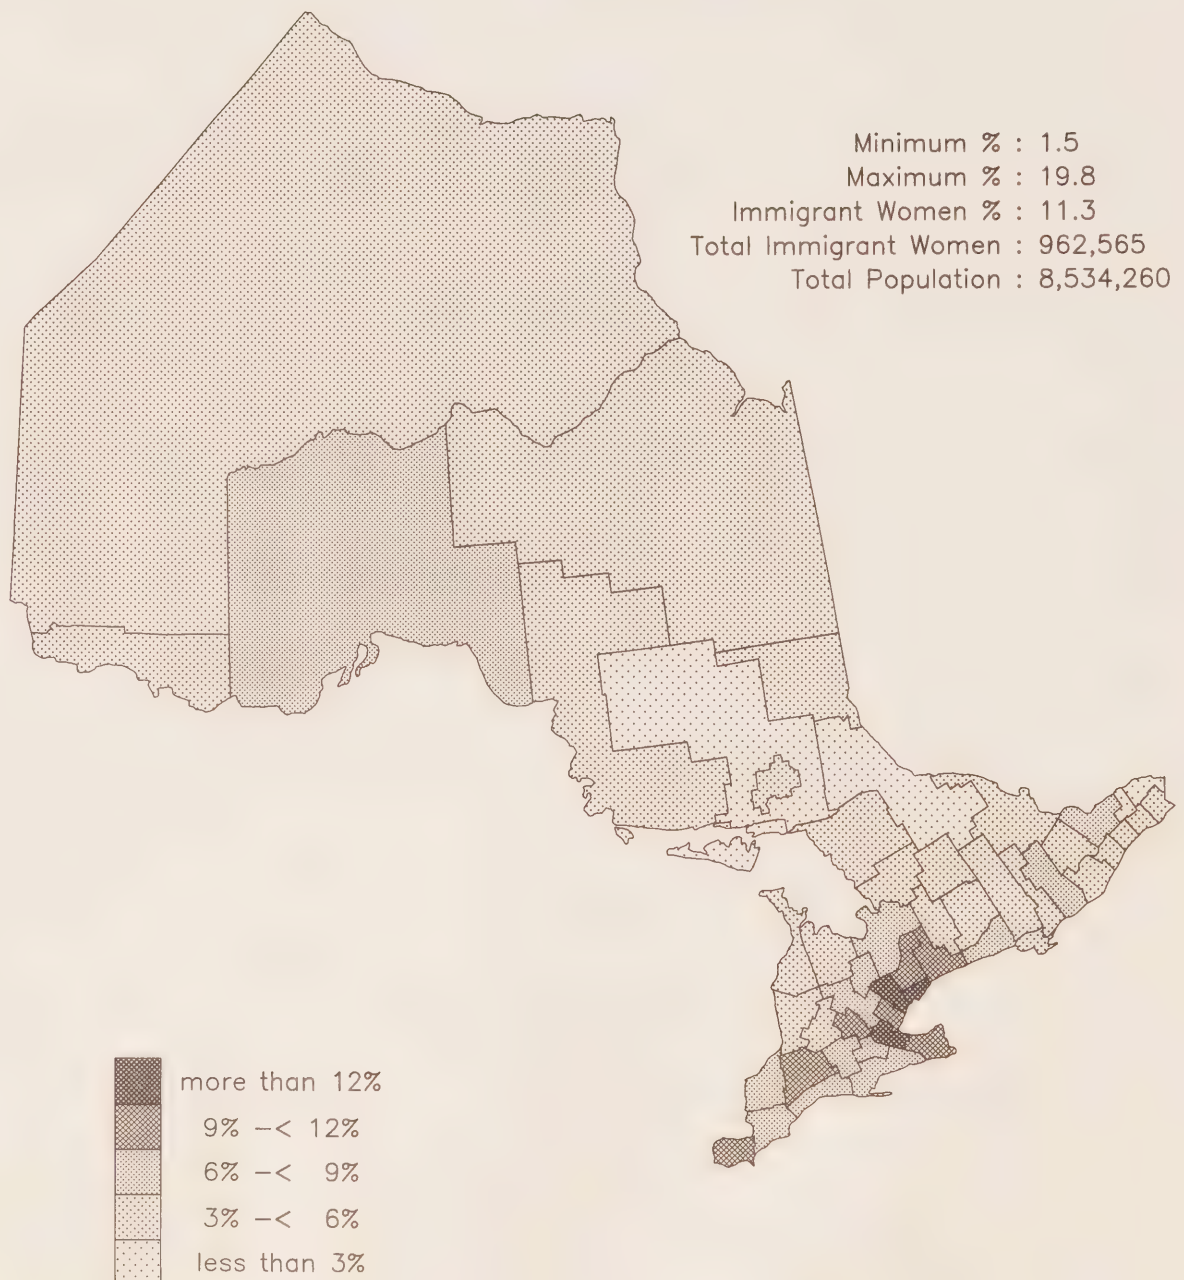 Minimum % : 1.5
Maximum % : 19.8
Immigrant Women % : 11.3
Total Immigrant Women : 962,565
Total Population : 8,534,260
more than 12%
9% –< 12%
6% –< 9%
3% –< 6%
less than 3%